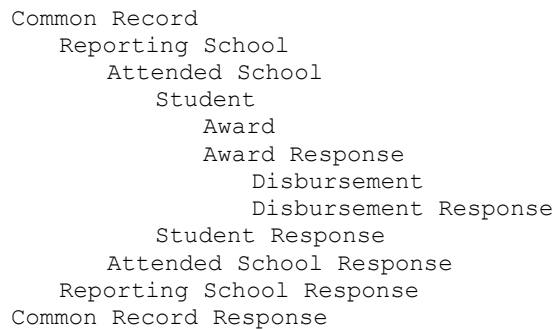 Common Record
Reporting School
Attended School
Student
Award
Award Response
Disbursement
Disbursement Response
Student Response
Attended School Response
Reporting School Response
Common Record Response